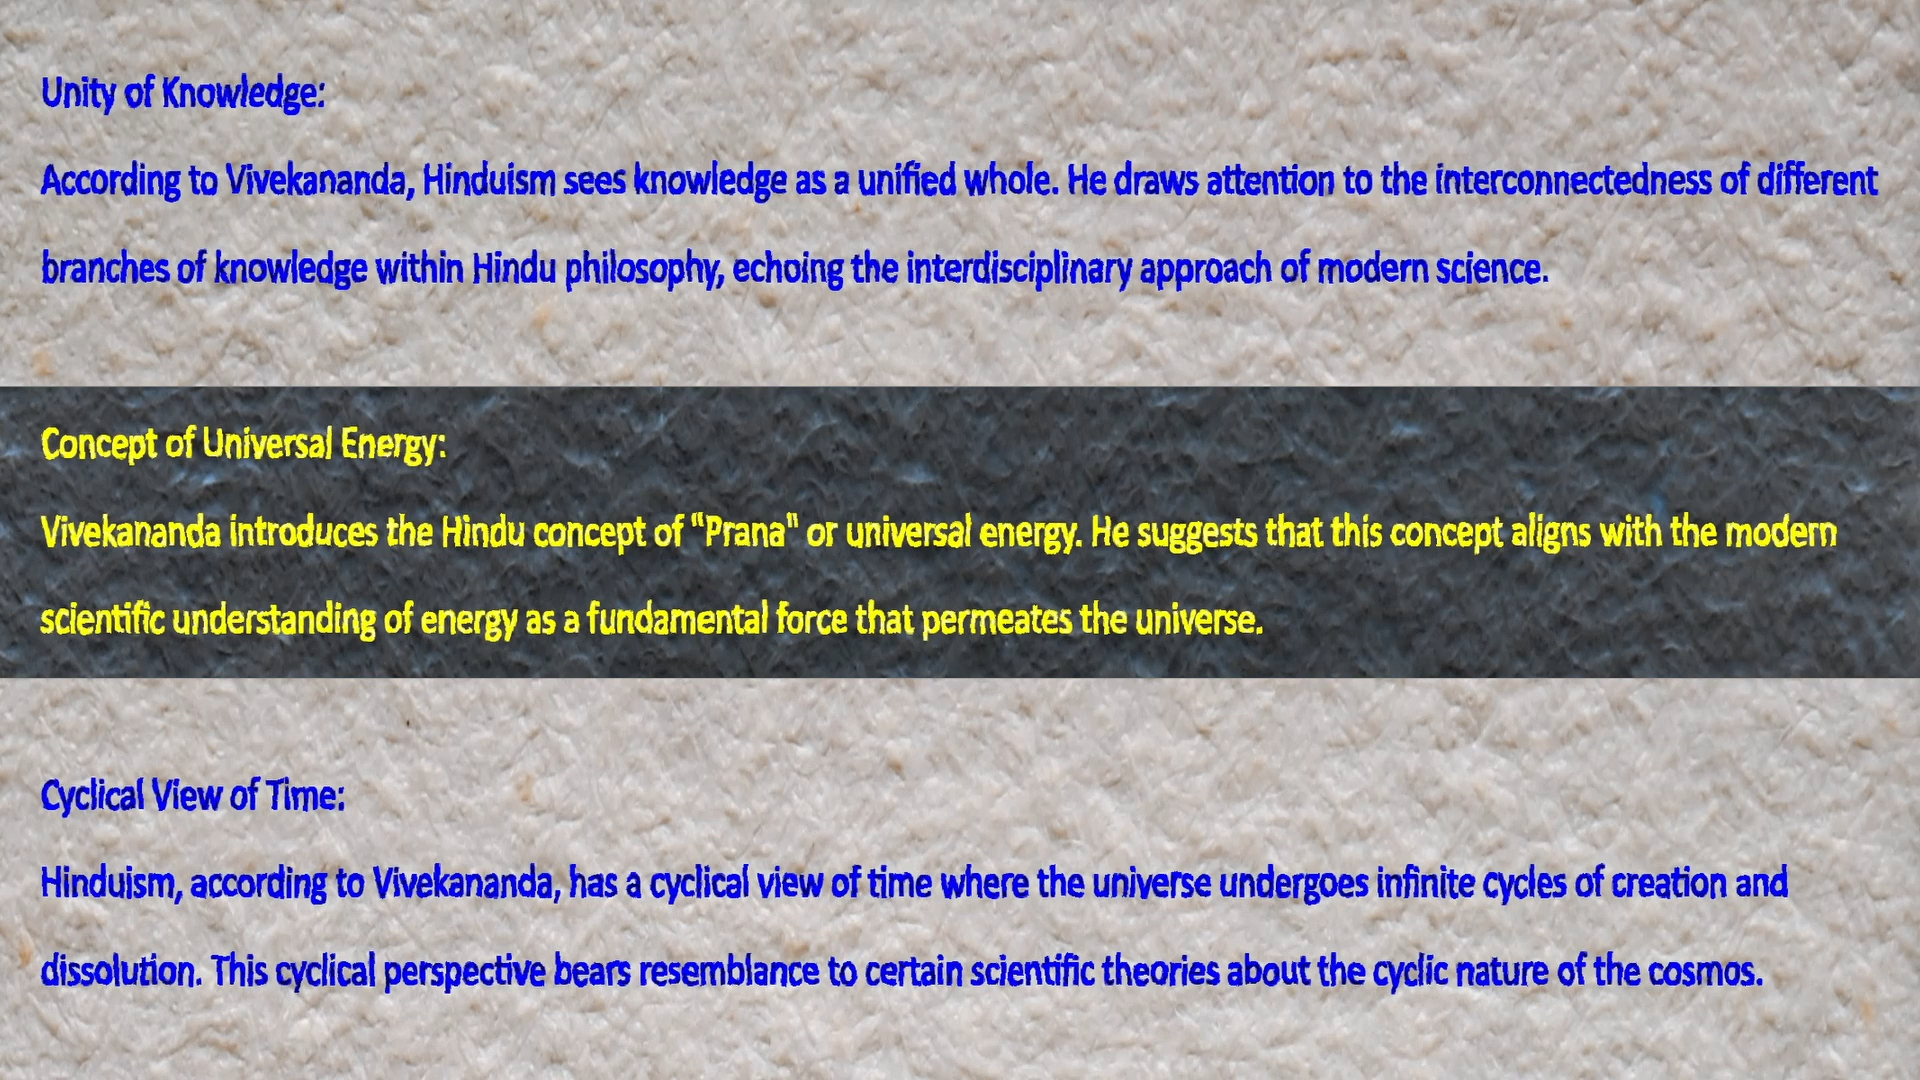 Unity of Knowledge:
According to Vivekananda, Hinduism sees knowledge as a unified whole. He draws attention to the interconnectedness of different
branches of knowledge within Hindu philosophy, echoing the interdisciplinary approach of modern science.
Concept of Universal Energy:
Vivekananda introduces the Hindu concept of "Prana" or universal energy. He suggests that this concept aligns with the modern
scientific understanding of energy as a fundamental force that permeates the universe.
Cyclical View of Time:
Hinduism, according to Vivekananda, has a cyclical view of time where the universe undergoes infinite cycles of creation and
dissolution. This cyclical perspective bears resemblance to certain scientific theories about the cyclic nature of the cosmos.